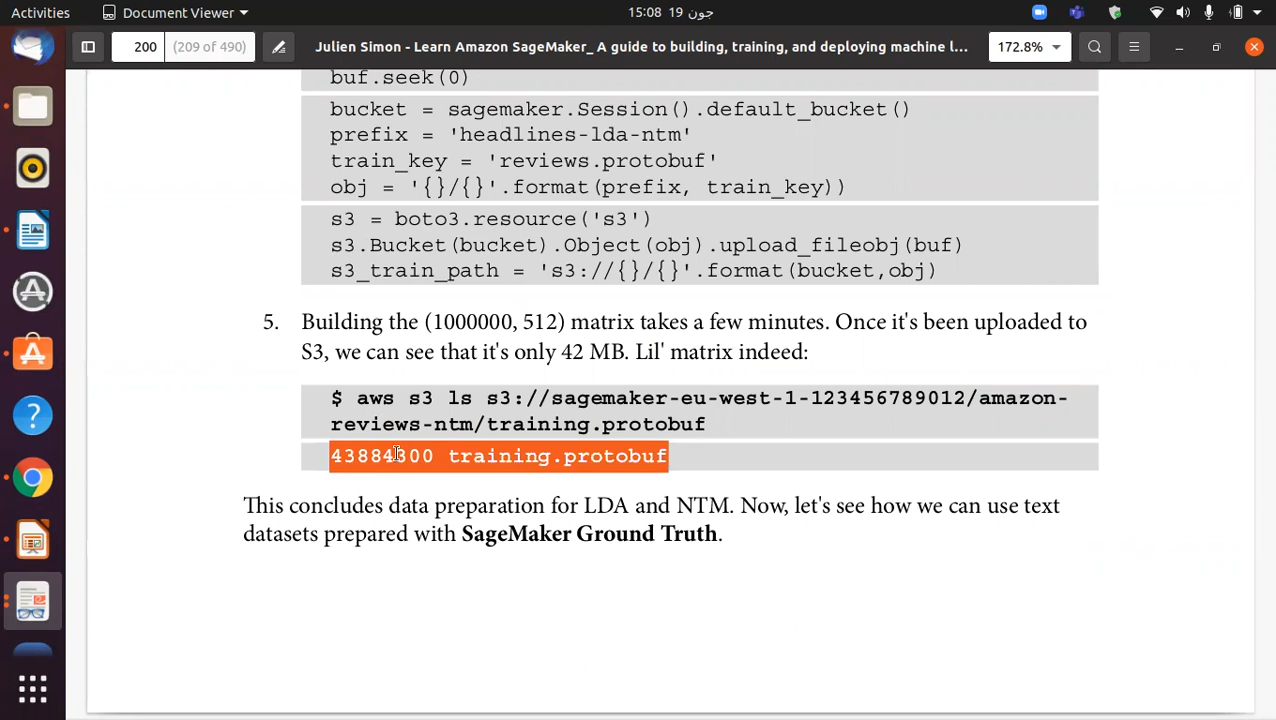 Activities
Document Viewer
15:08 19 جون
200
(209 of 490)
Julien Simon - Learn Amazon SageMaker_ A guide to building, training, and deploying machine l...
172.8%
buf.seek(0)
bucket = sagemaker.Session().default_bucket()
prefix = 'headlines-lda-ntm'
train_key = 'reviews.protobuf'
obj = '{}/{}'.format(prefix, train_key))
s3 = boto3.resource('s3')
s3.Bucket(bucket).Object(obj).upload_fileobj(buf)
s3_train_path = 's3://{}/{}'.format(bucket,obj)
5. Building the (1000000, 512) matrix takes a few minutes. Once it's been uploaded to
S3, we can see that it's only 42 MB. Lil' matrix indeed:
$ aws s3 ls s3://sagemaker-eu-west-1-123456789012/amazon-
reviews-ntm/training.protobuf
43884300 training.protobuf
This concludes data preparation for LDA and NTM. Now, let's see how we can use text
datasets prepared with SageMaker Ground Truth.